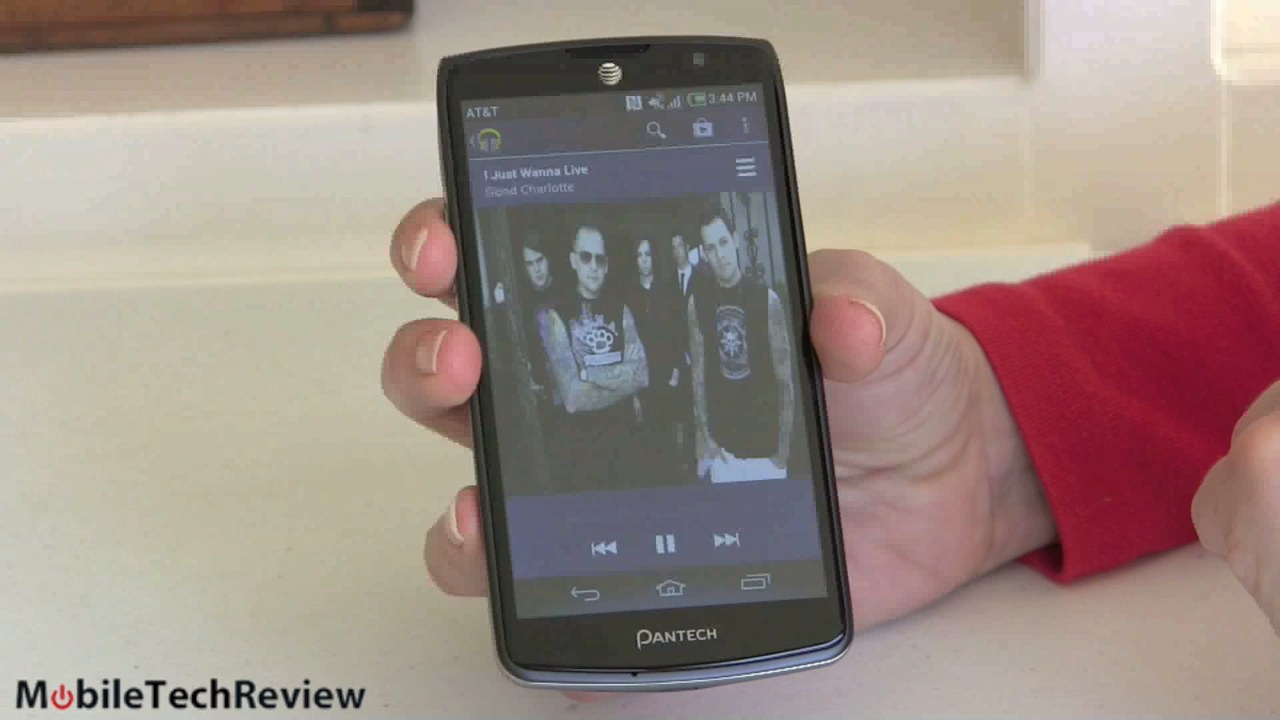 AT&T
3:44 PM
I Just Wanna Live
Good Charlotte
PANTECH
MobileTechReview